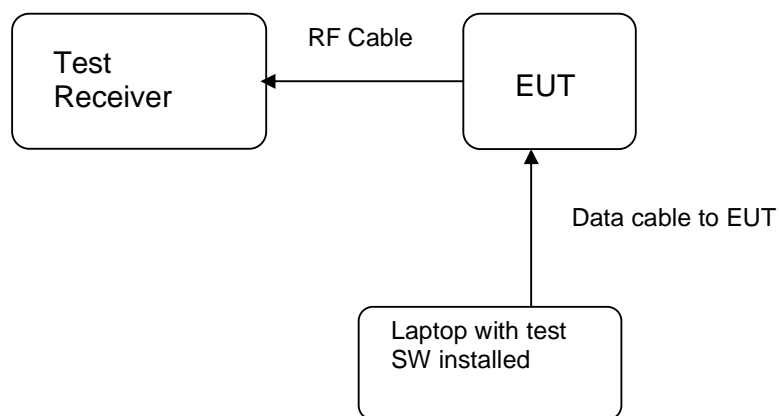 RF Cable
Test
Receiver
EUT
Data cable to EUT
Laptop with test
SW installed